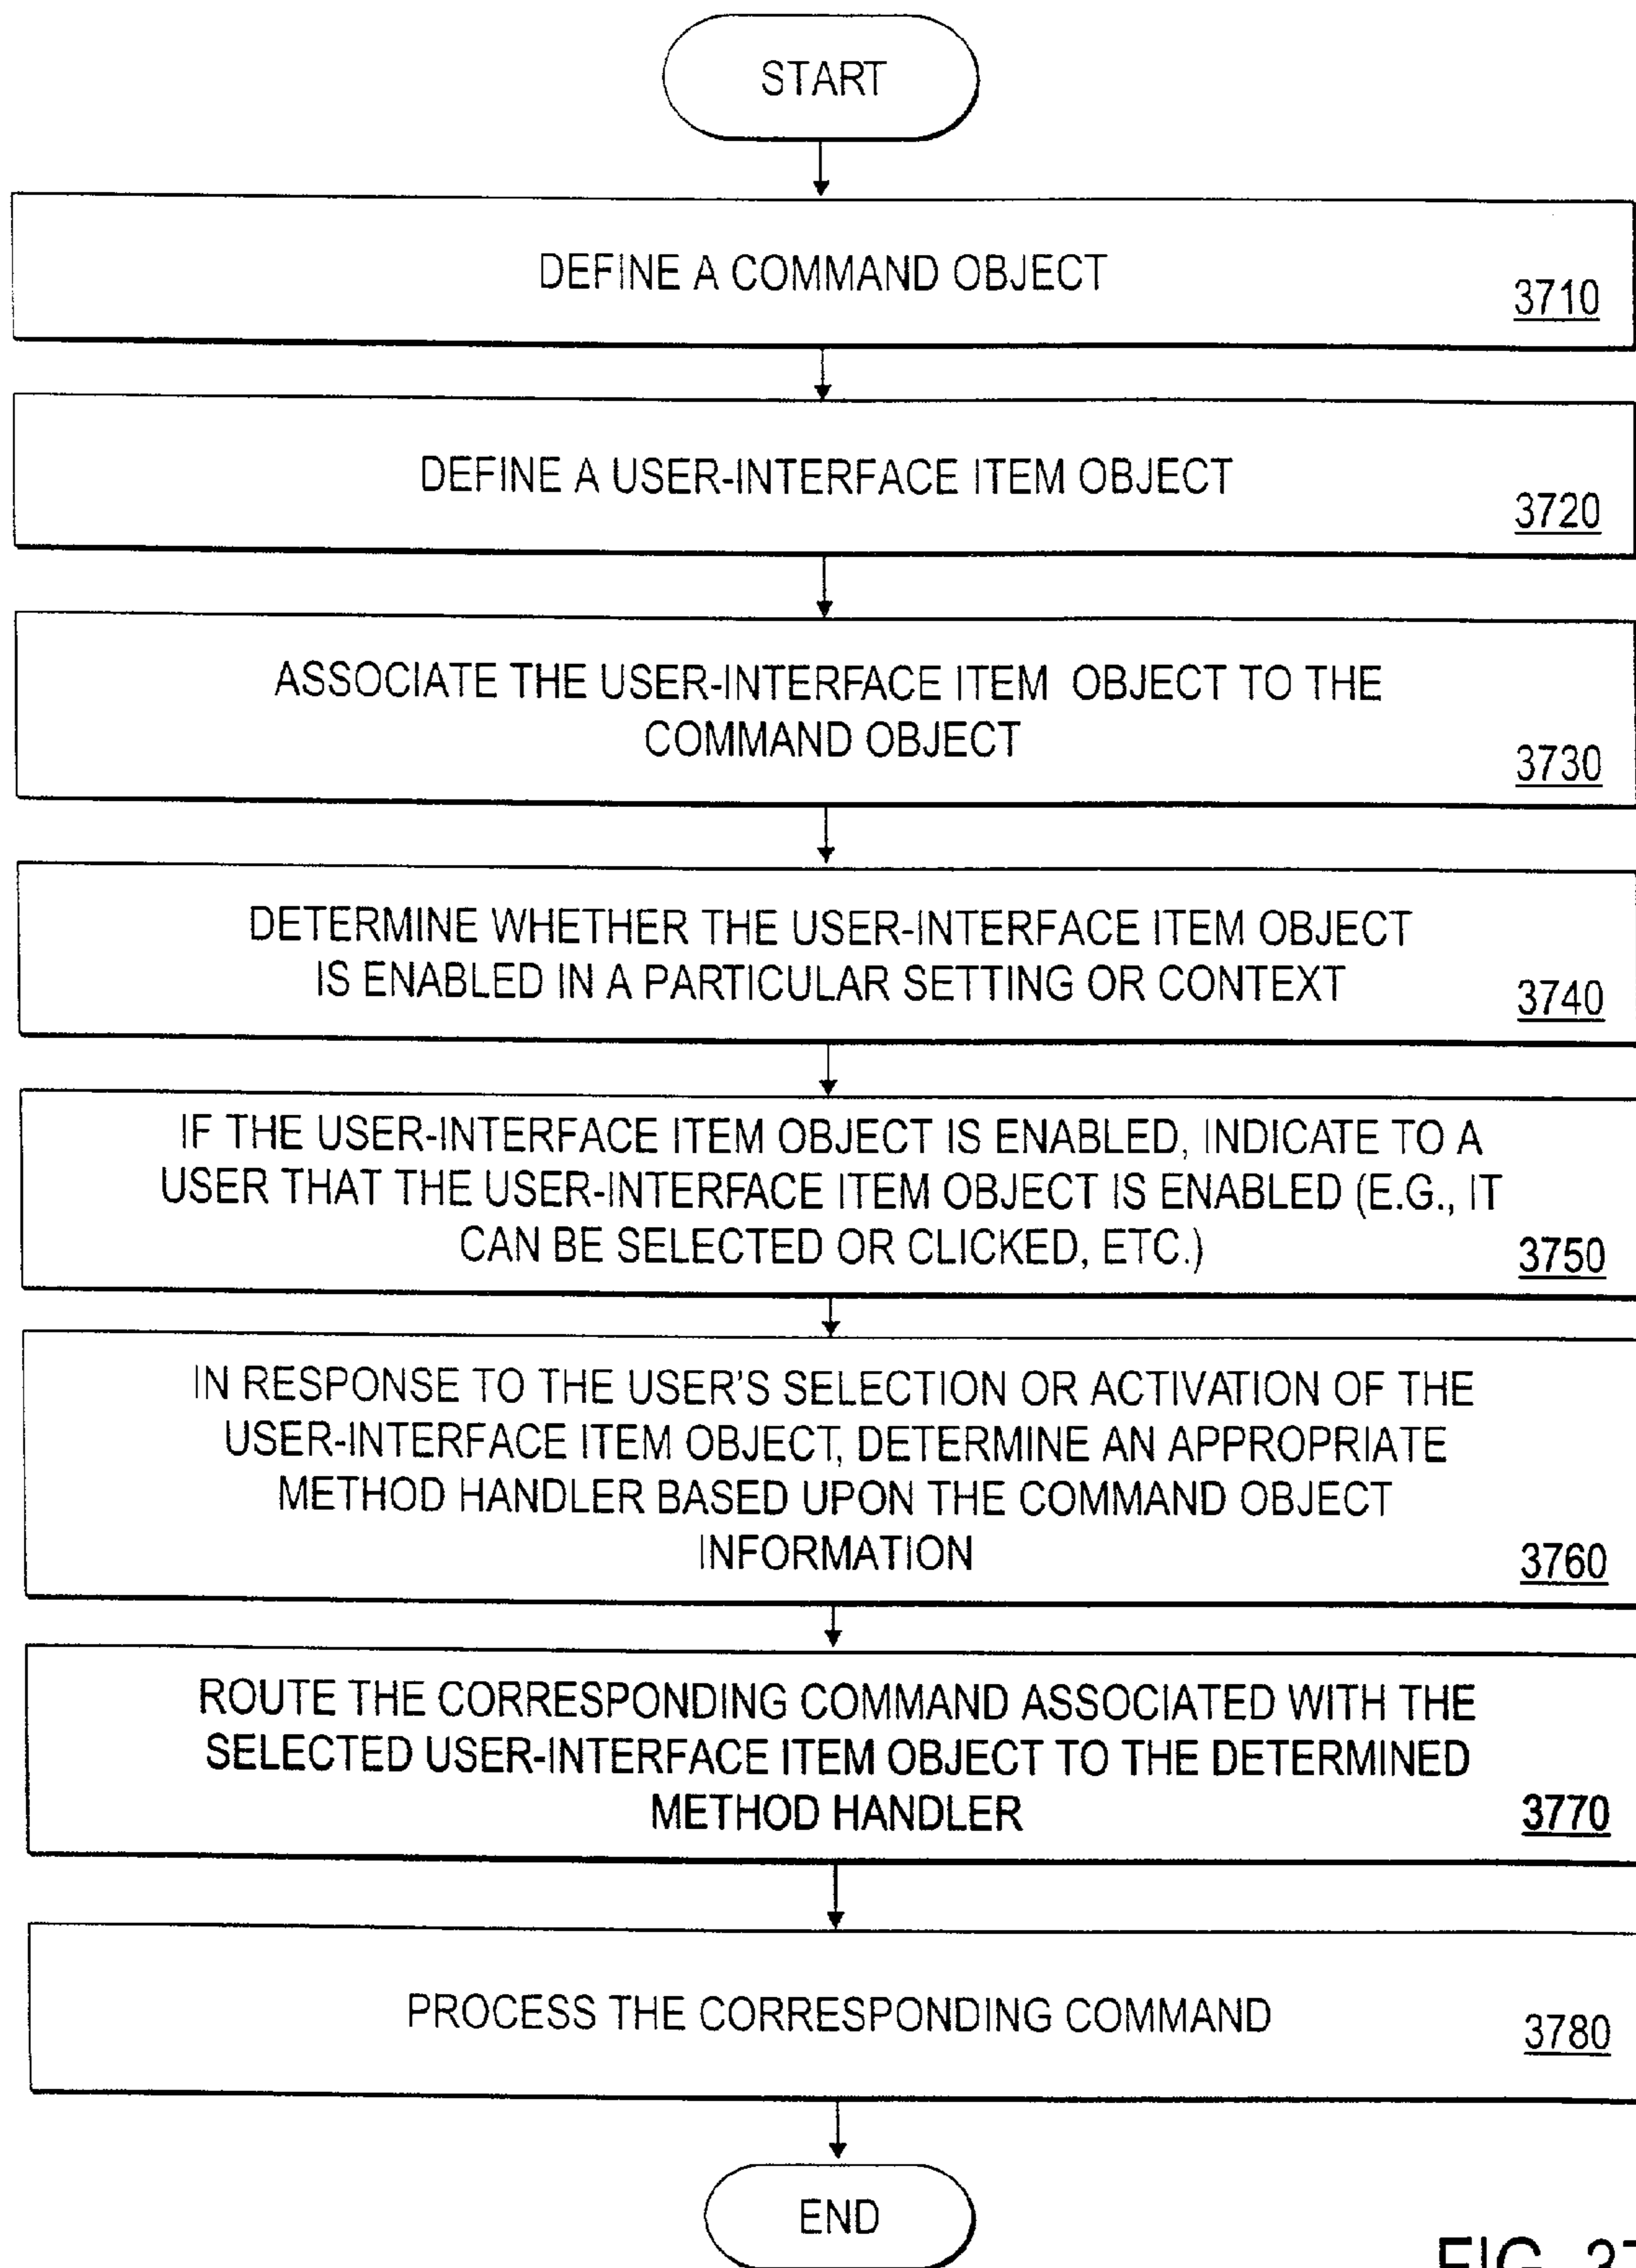 START
DEFINE A COMMAND OBJECT
3710
DEFINE A USER-INTERFACE ITEM OBJECT
3720
ASSOCIATE THE USER-INTERFACE ITEM OBJECT TO THE
COMMAND OBJECT
3730
DETERMINE WHETHER THE USER-INTERFACE ITEM OBJECT
IS ENABLED IN A PARTICULAR SETTING OR CONTEXT
3740
IF THE USER-INTERFACE ITEM OBJECT IS ENABLED, INDICATE TO A
USER THAT THE USER-INTERFACE ITEM OBJECT IS ENABLED (E.G., IT
CAN BE SELECTED OR CLICKED, ETC.)
3750
IN RESPONSE TO THE USER'S SELECTION OR ACTIVATION OF THE
USER-INTERFACE ITEM OBJECT, DETERMINE AN APPROPRIATE
METHOD HANDLER BASED UPON THE COMMAND OBJECT
INFORMATION
3760
ROUTE THE CORRESPONDING COMMAND ASSOCIATED WITH THE
SELECTED USER-INTERFACE ITEM OBJECT TO THE DETERMINED
METHOD HANDLER
3770
PROCESS THE CORRESPONDING COMMAND
3780
END
FIG. 37